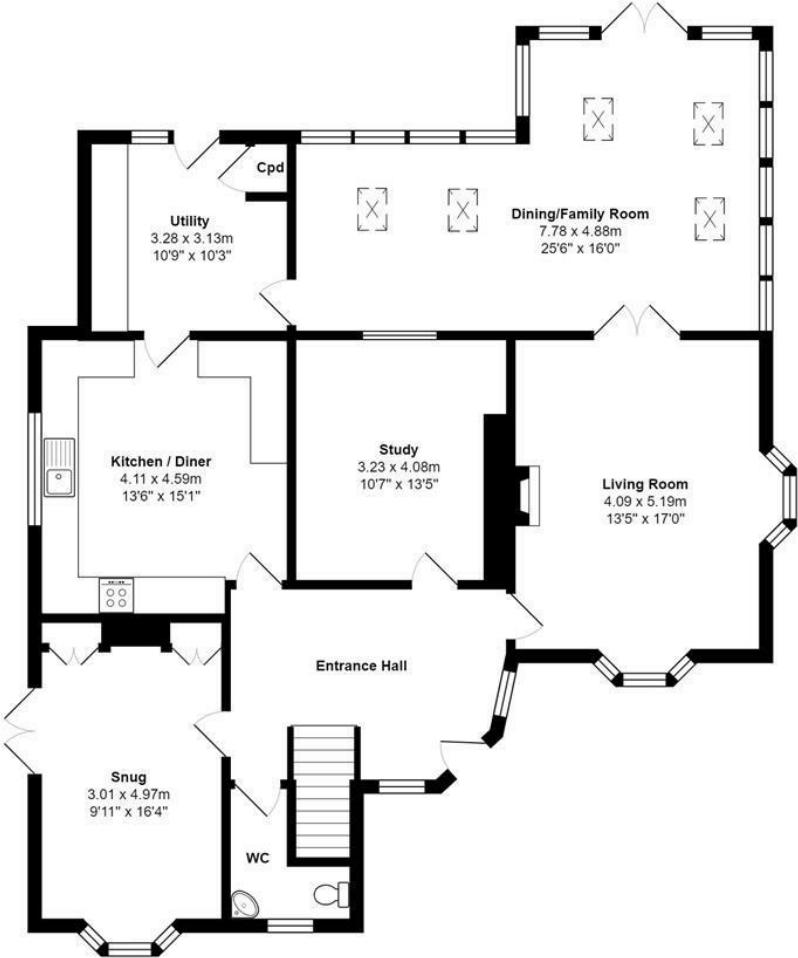 Cpd
Utility
3.28 x 3.13m
10'9" x 10'3"
Dining/Family Room
7.78 x 4.88m
25'6" x 16'0"
Kitchen / Diner
4.11 x 4.59m
13'6" x 15'1"
Study
3.23 x 4.08m
10'7" x 13'5"
Living Room
4.09 x 5.19m
13'5" x 17'0"
Entrance Hall
Snug
3.01 x 4.97m
9'11" x 16'4"
WC